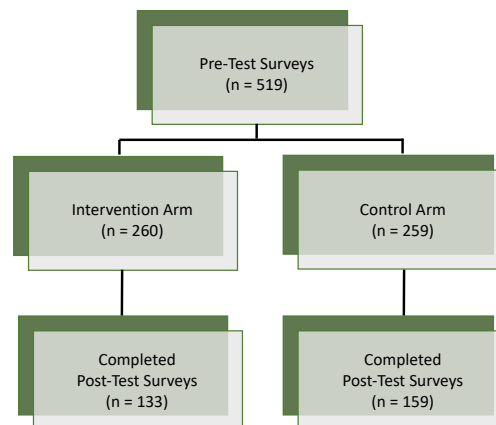 Pre-Test Surveys
(n = 519)
Intervention Arm
(n = 260)
Control Arm
(n = 259)
Completed
Post-Test Surveys
(n = 133)
Completed
Post-Test Surveys
(n = 159)